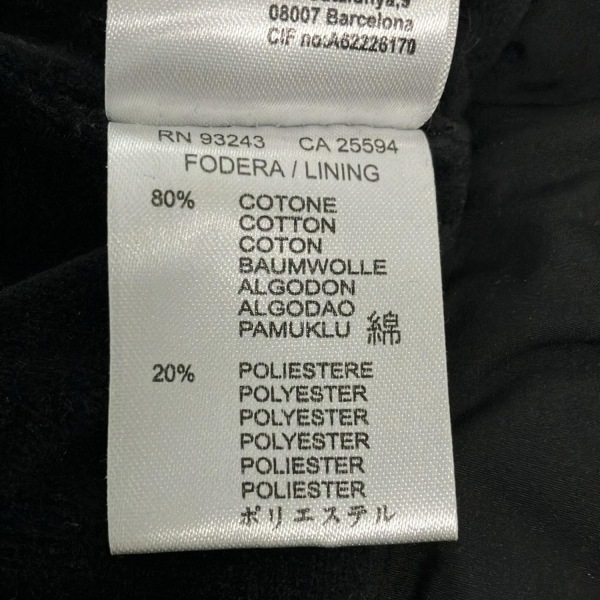 08007 Barcelona
CIF no:A62226170
RN 93243 CA 25594
FODERA / LINING
80% COTONE
COTTON
COTON
BAUMWOLLE
ALGODON
ALGODAO
PAMUKLU 綿
20% POLIESTERE
POLYESTER
POLYESTER
POLYESTER
POLIESTER
POLIESTER
ポリエステル